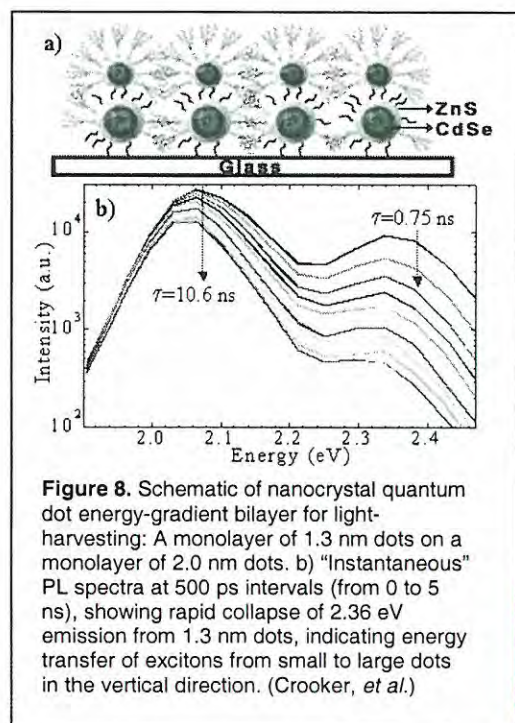 a)
ZnS
CdSe
Glass
b)
τ=0.75 ns
τ=10.6 ns
Intensity (a.u.)
10^4
10^3
10^2
2.0 2.1 2.2 2.3 2.4
Energy (eV)
Figure 8. Schematic of nanocrystal quantum
dot energy-gradient bilayer for light-
harvesting: A monolayer of 1.3 nm dots on a
monolayer of 2.0 nm dots. b) “Instantaneous”
PL spectra at 500 ps intervals (from 0 to 5
ns), showing rapid collapse of 2.36 eV
emission from 1.3 nm dots, indicating energy
transfer of excitons from small to large dots
in the vertical direction. (Crooker, et al.)